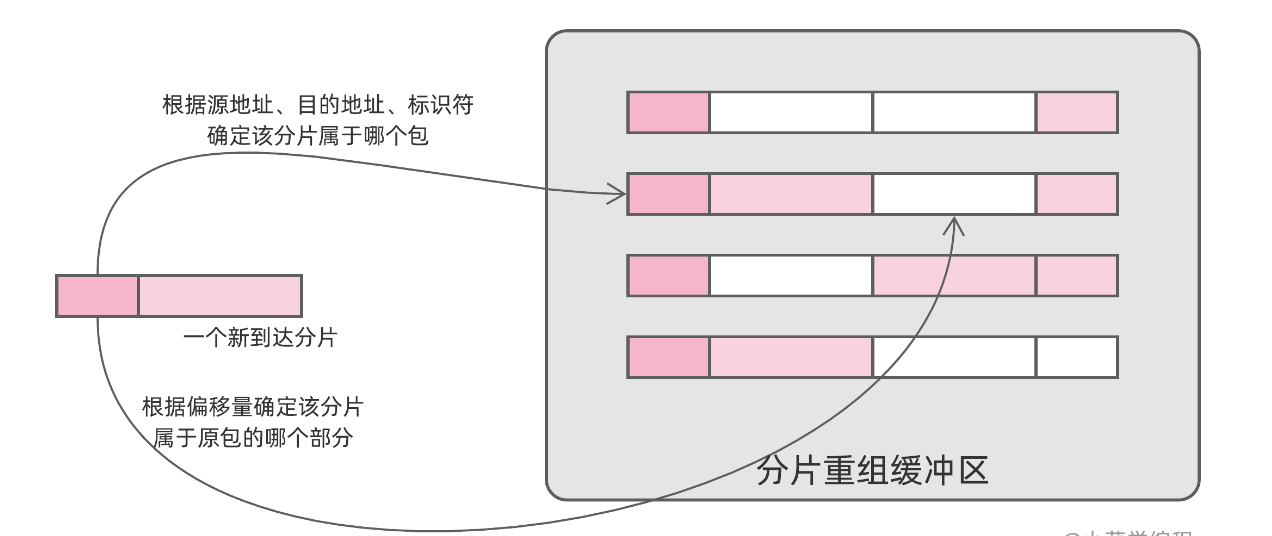 根据源地址、目的地址、标识符
确定该分片属于哪个包
一个新到达分片
根据偏移量确定该分片
属于原包的哪个部分
分片重组缓冲区